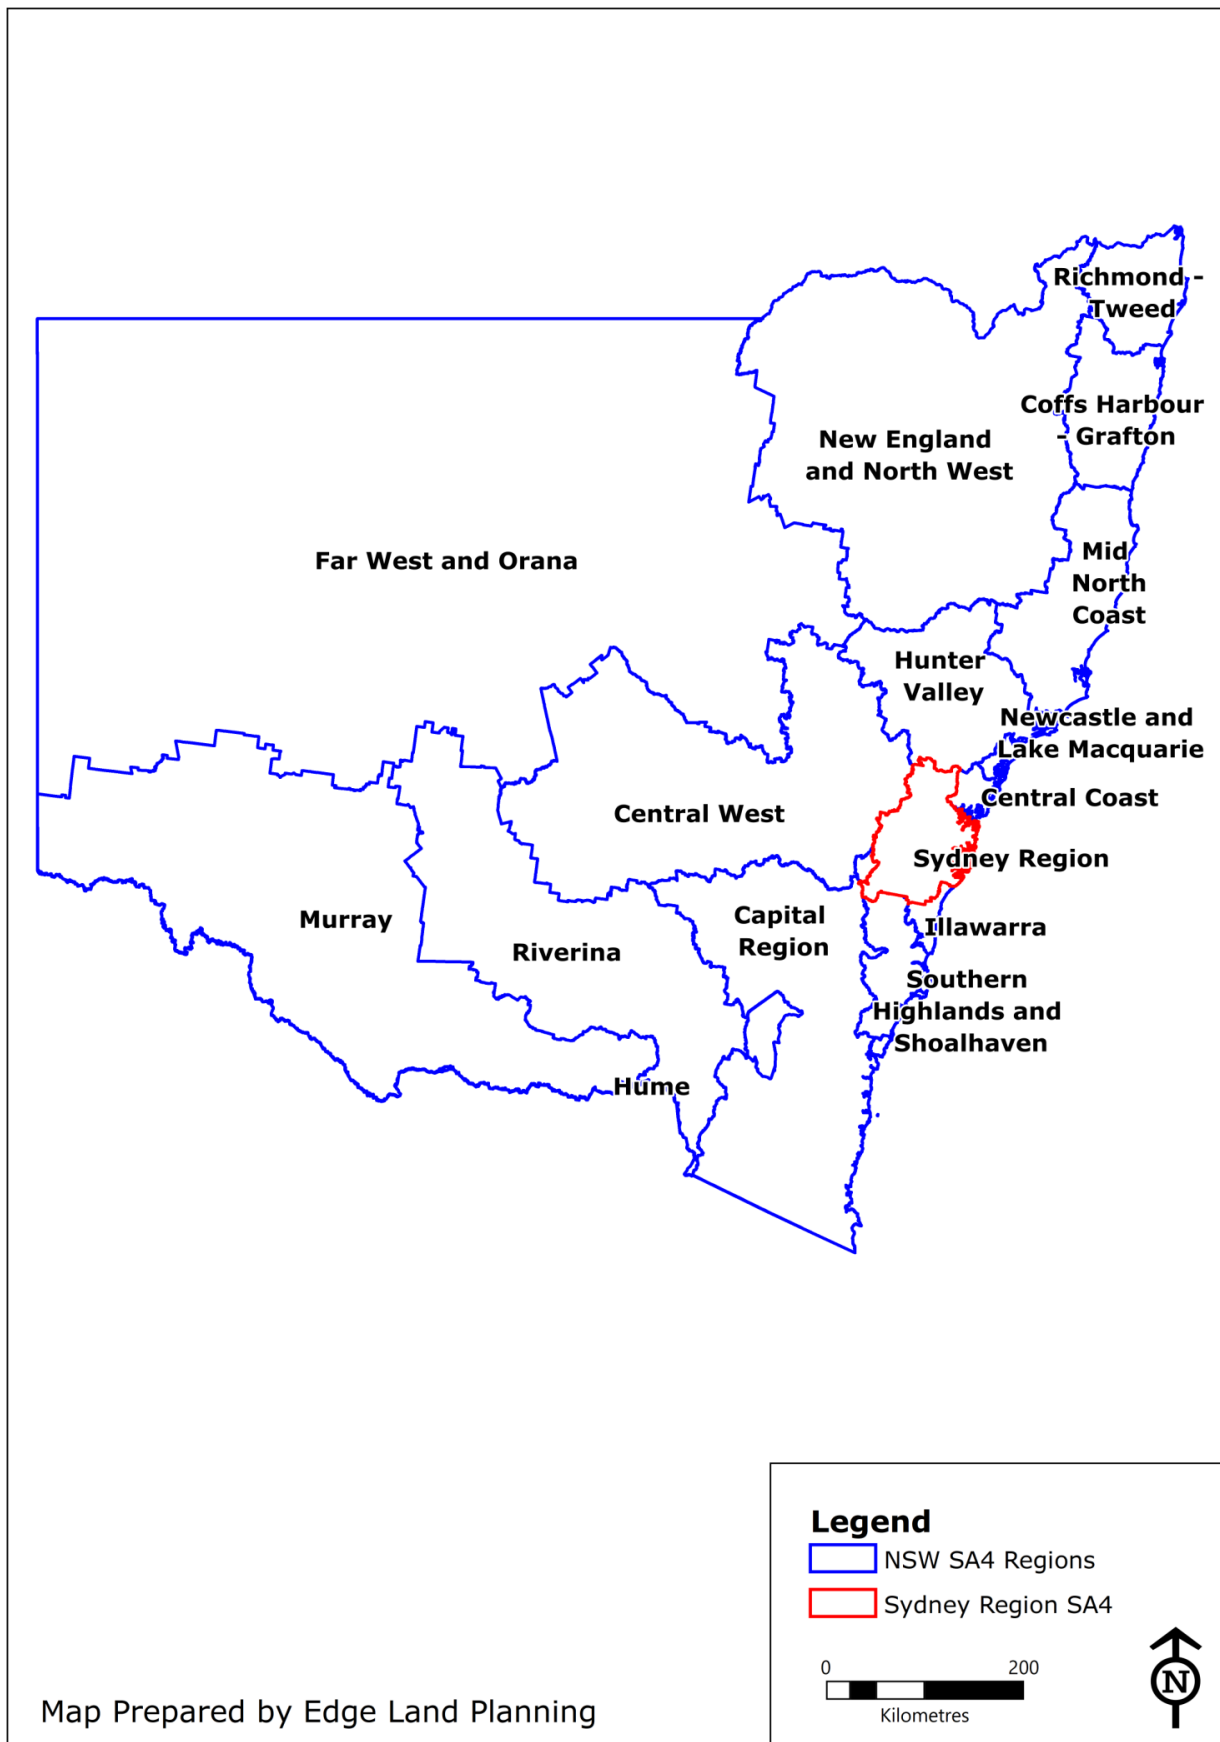 Richmond -
Tweed
Coffs Harbour
- Grafton
New England
and North West
Far West and Orana
Mid
North
Coast
Hunter
Valley
Newcastle and
Lake Macquarie
Central Coast
Central West
Sydney Region
Murray
Riverina
Capital
Region
Illawarra
Southern
Highlands and
Shoalhaven
Hume
Legend
NSW SA4 Regions
Sydney Region SA4
0 200
Kilometres
N
Map Prepared by Edge Land Planning